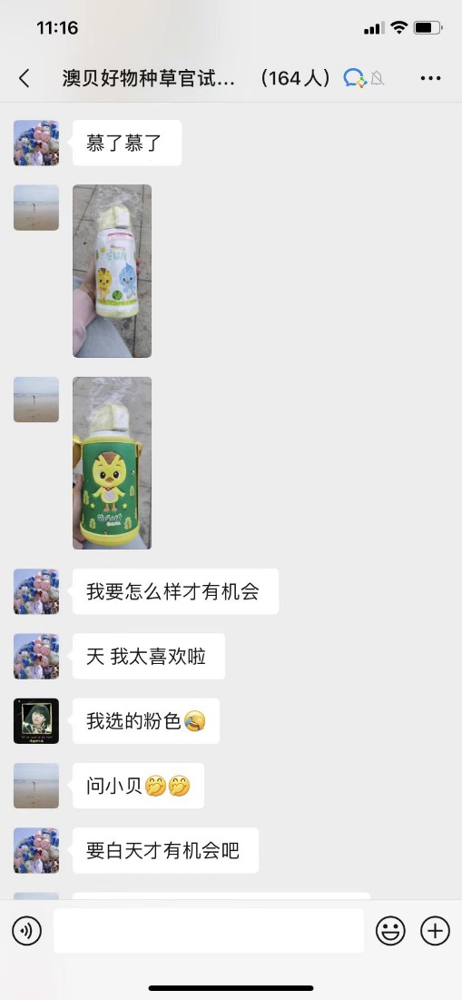 11:16
澳贝好物种草官试... (164人)
慕了慕了
我要怎么样才有机会
天 我太喜欢啦
我选的粉色
问小贝
要白天才有机会吧